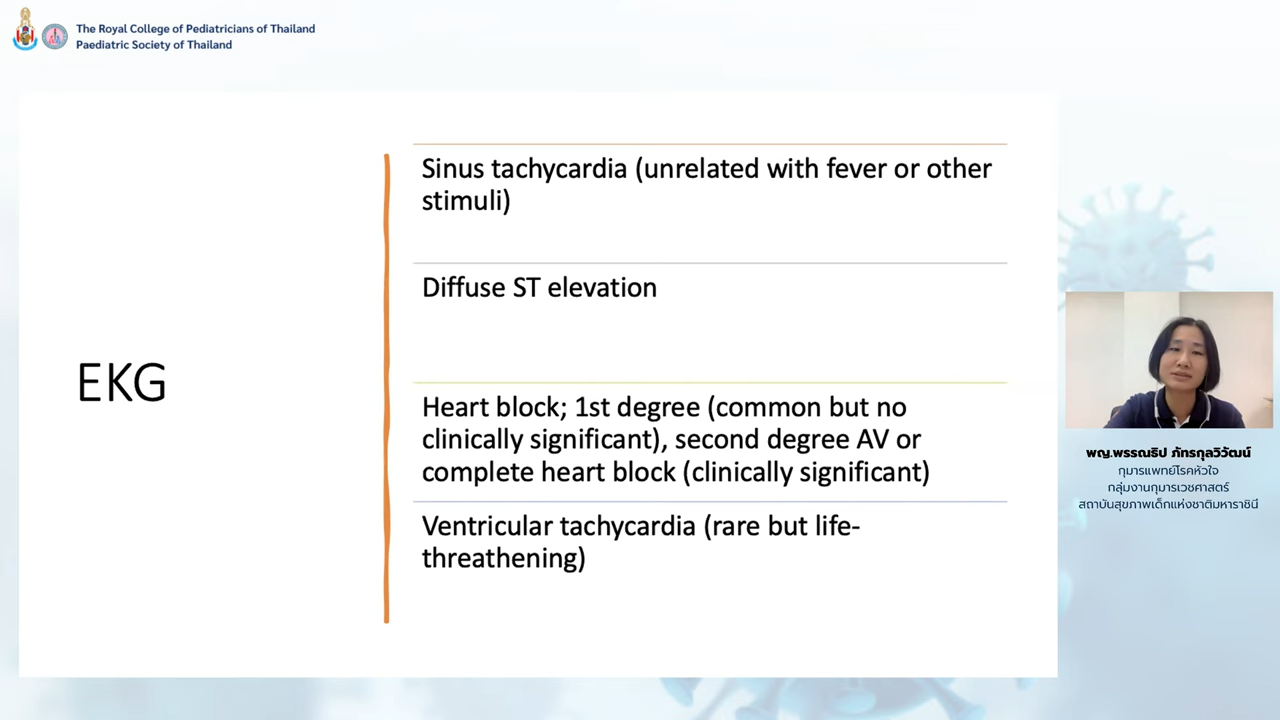 The Royal College of Pediatricians of Thailand
Paediatric Society of Thailand
EKG
Sinus tachycardia (unrelated with fever or other
stimuli)
Diffuse ST elevation
Heart block; 1st degree (common but no
clinically significant), second degree AV or
complete heart block (clinically significant)
Ventricular tachycardia (rare but life-
threathening)
พญ.พรรณธิป ภัทรกุลวิวัฒน์
กุมารแพทย์โรคหัวใจ
กลุ่มงานกุมารเวชศาสตร์
สถาบันสุขภาพเด็กแห่งชาติมหาราชินี